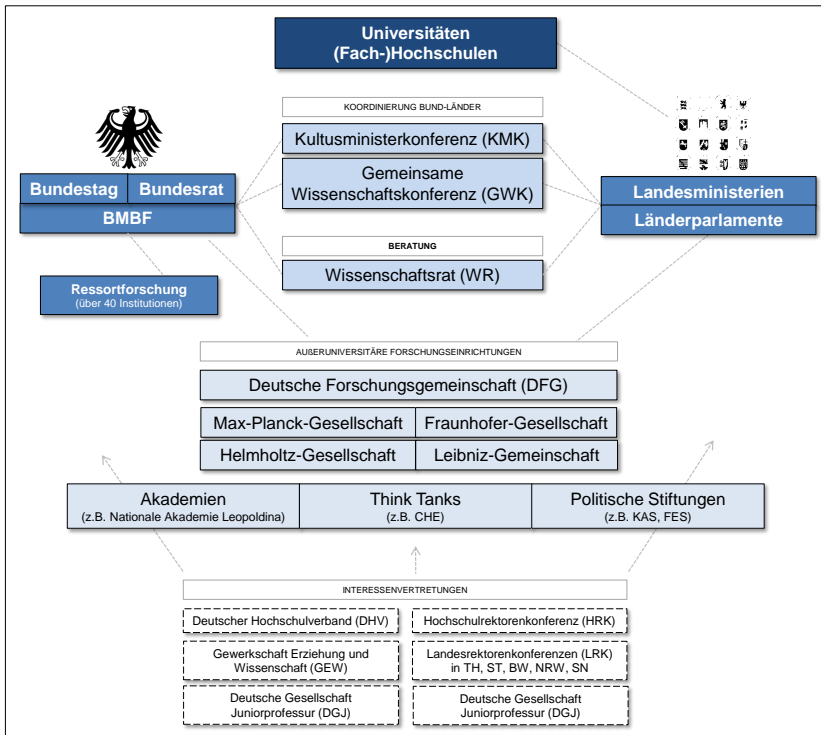 Universitäten
(Fach-)Hochschulen
KOORDINIERUNG BUND-LÄNDER
Kultusministerkonferenz (KMK)
Gemeinsame
Wissenschaftskonferenz (GWK)
Bundestag
Bundesrat
BMBF
Landesministerien
Länderparlamente
BERATUNG
Wissenschaftsrat (WR)
Ressortforschung
(über 40 Institutionen)
AUßERUNIVERSITÄRE FORSCHUNGSEINRICHTUNGEN
Deutsche Forschungsgemeinschaft (DFG)
Max-Planck-Gesellschaft
Fraunhofer-Gesellschaft
Helmholtz-Gesellschaft
Leibniz-Gemeinschaft
Akademien
(z.B. Nationale Akademie Leopoldina)
Think Tanks
(z.B. CHE)
Politische Stiftungen
(z.B. KAS, FES)
INTERESSENVERTRETUNGEN
Deutscher Hochschulverband (DHV)
Hochschulrektorenkonferenz (HRK)
Gewerkschaft Erziehung und
Wissenschaft (GEW)
Landesrektorenkonferenzen (LRK)
in TH, ST, BW, NRW, SN
Deutsche Gesellschaft
Juniorprofessur (DGJ)
Deutsche Gesellschaft
Juniorprofessur (DGJ)